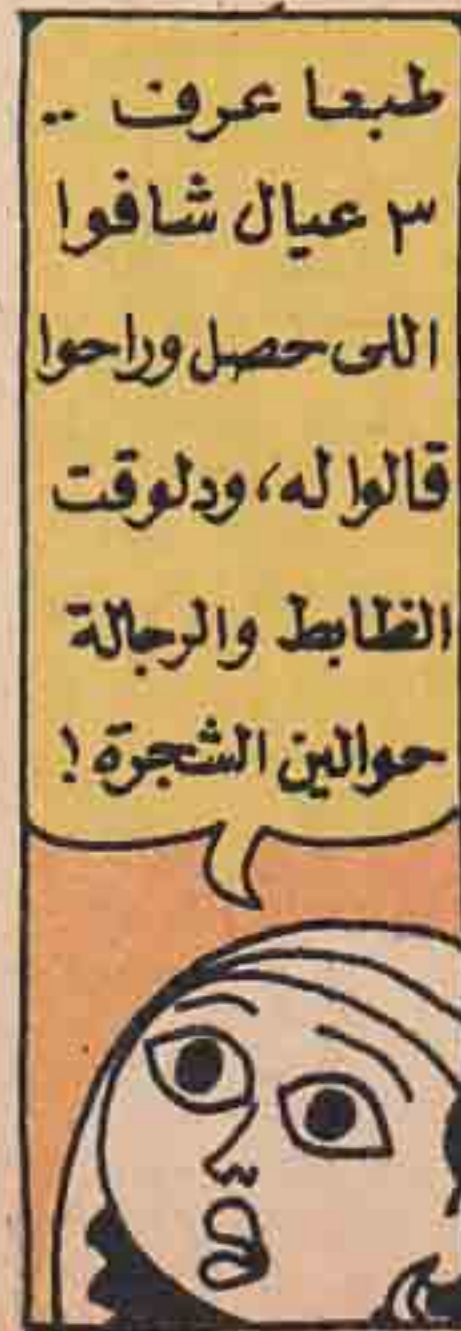 طبعا عرف ..
٣ عيال شافوا
اللى حصل وراحوا
قالوا له، ودلوقت
الظابط والرجالة
حوالين الشجرة !